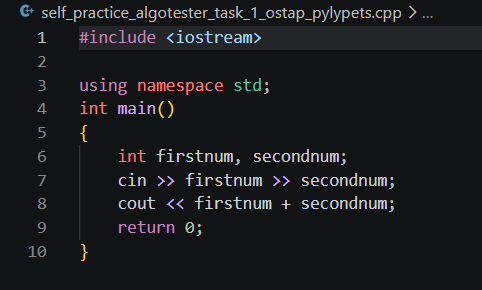 self_practice_algotester_task_1_ostap_pylypets.cpp > ...
1 #include <iostream>
2
3 using namespace std;
4 int main()
5 {
6     int firstnum, secondnum;
7     cin >> firstnum >> secondnum;
8     cout << firstnum + secondnum;
9     return 0;
10 }